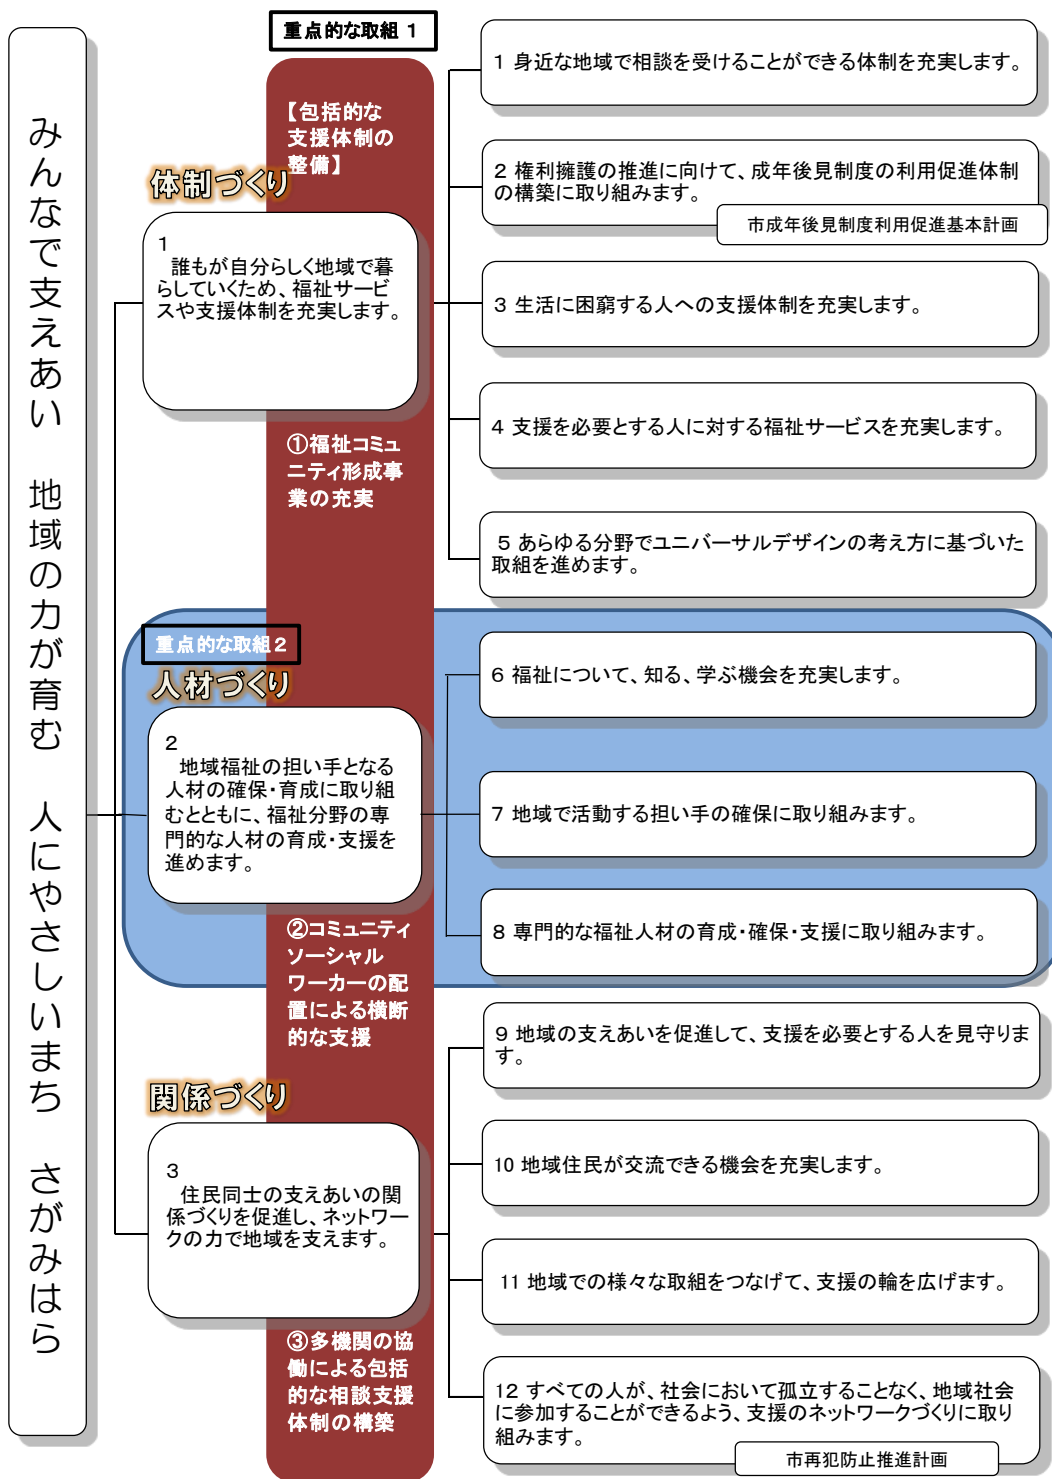 みんなで支えあい　地域の力が育む　人にやさしいまち　さがみはら
重点的な取組 1
【包括的な
支援体制の
整備】
体制づくり
1
誰もが自分らしく地域で暮
らしていくため、福祉サービ
スや支援体制を充実します。
①福祉コミュ
ニティ形成事
業の充実
1 身近な地域で相談を受けることができる体制を充実します。
2 権利擁護の推進に向けて、成年後見制度の利用促進体制
の構築に取り組みます。
市成年後見制度利用促進基本計画
3 生活に困窮する人への支援体制を充実します。
4 支援を必要とする人に対する福祉サービスを充実します。
5 あらゆる分野でユニバーサルデザインの考え方に基づいた
取組を進めます。
重点的な取組2
人材づくり
2
地域福祉の担い手となる
人材の確保・育成に取り組
むとともに、福祉分野の専
門的な人材の育成・支援を
進めます。
②コミュニティ
ソーシャル
ワーカーの配
置による横断
的な支援
6 福祉について、知る、学ぶ機会を充実します。
7 地域で活動する担い手の確保に取り組みます。
8 専門的な福祉人材の育成・確保・支援に取り組みます。
関係づくり
3
住民同士の支えあいの関
係づくりを促進し、ネットワー
クの力で地域を支えます。
③多機関の協
働による包括
的な相談支援
体制の構築
9 地域の支えあいを促進して、支援を必要とする人を見守りま
す。
10 地域住民が交流できる機会を充実します。
11 地域での様々な取組をつなげて、支援の輪を広げます。
12 すべての人が、社会において孤立することなく、地域社会
に参加することができるよう、支援のネットワークづくりに取り
組みます。
市再犯防止推進計画